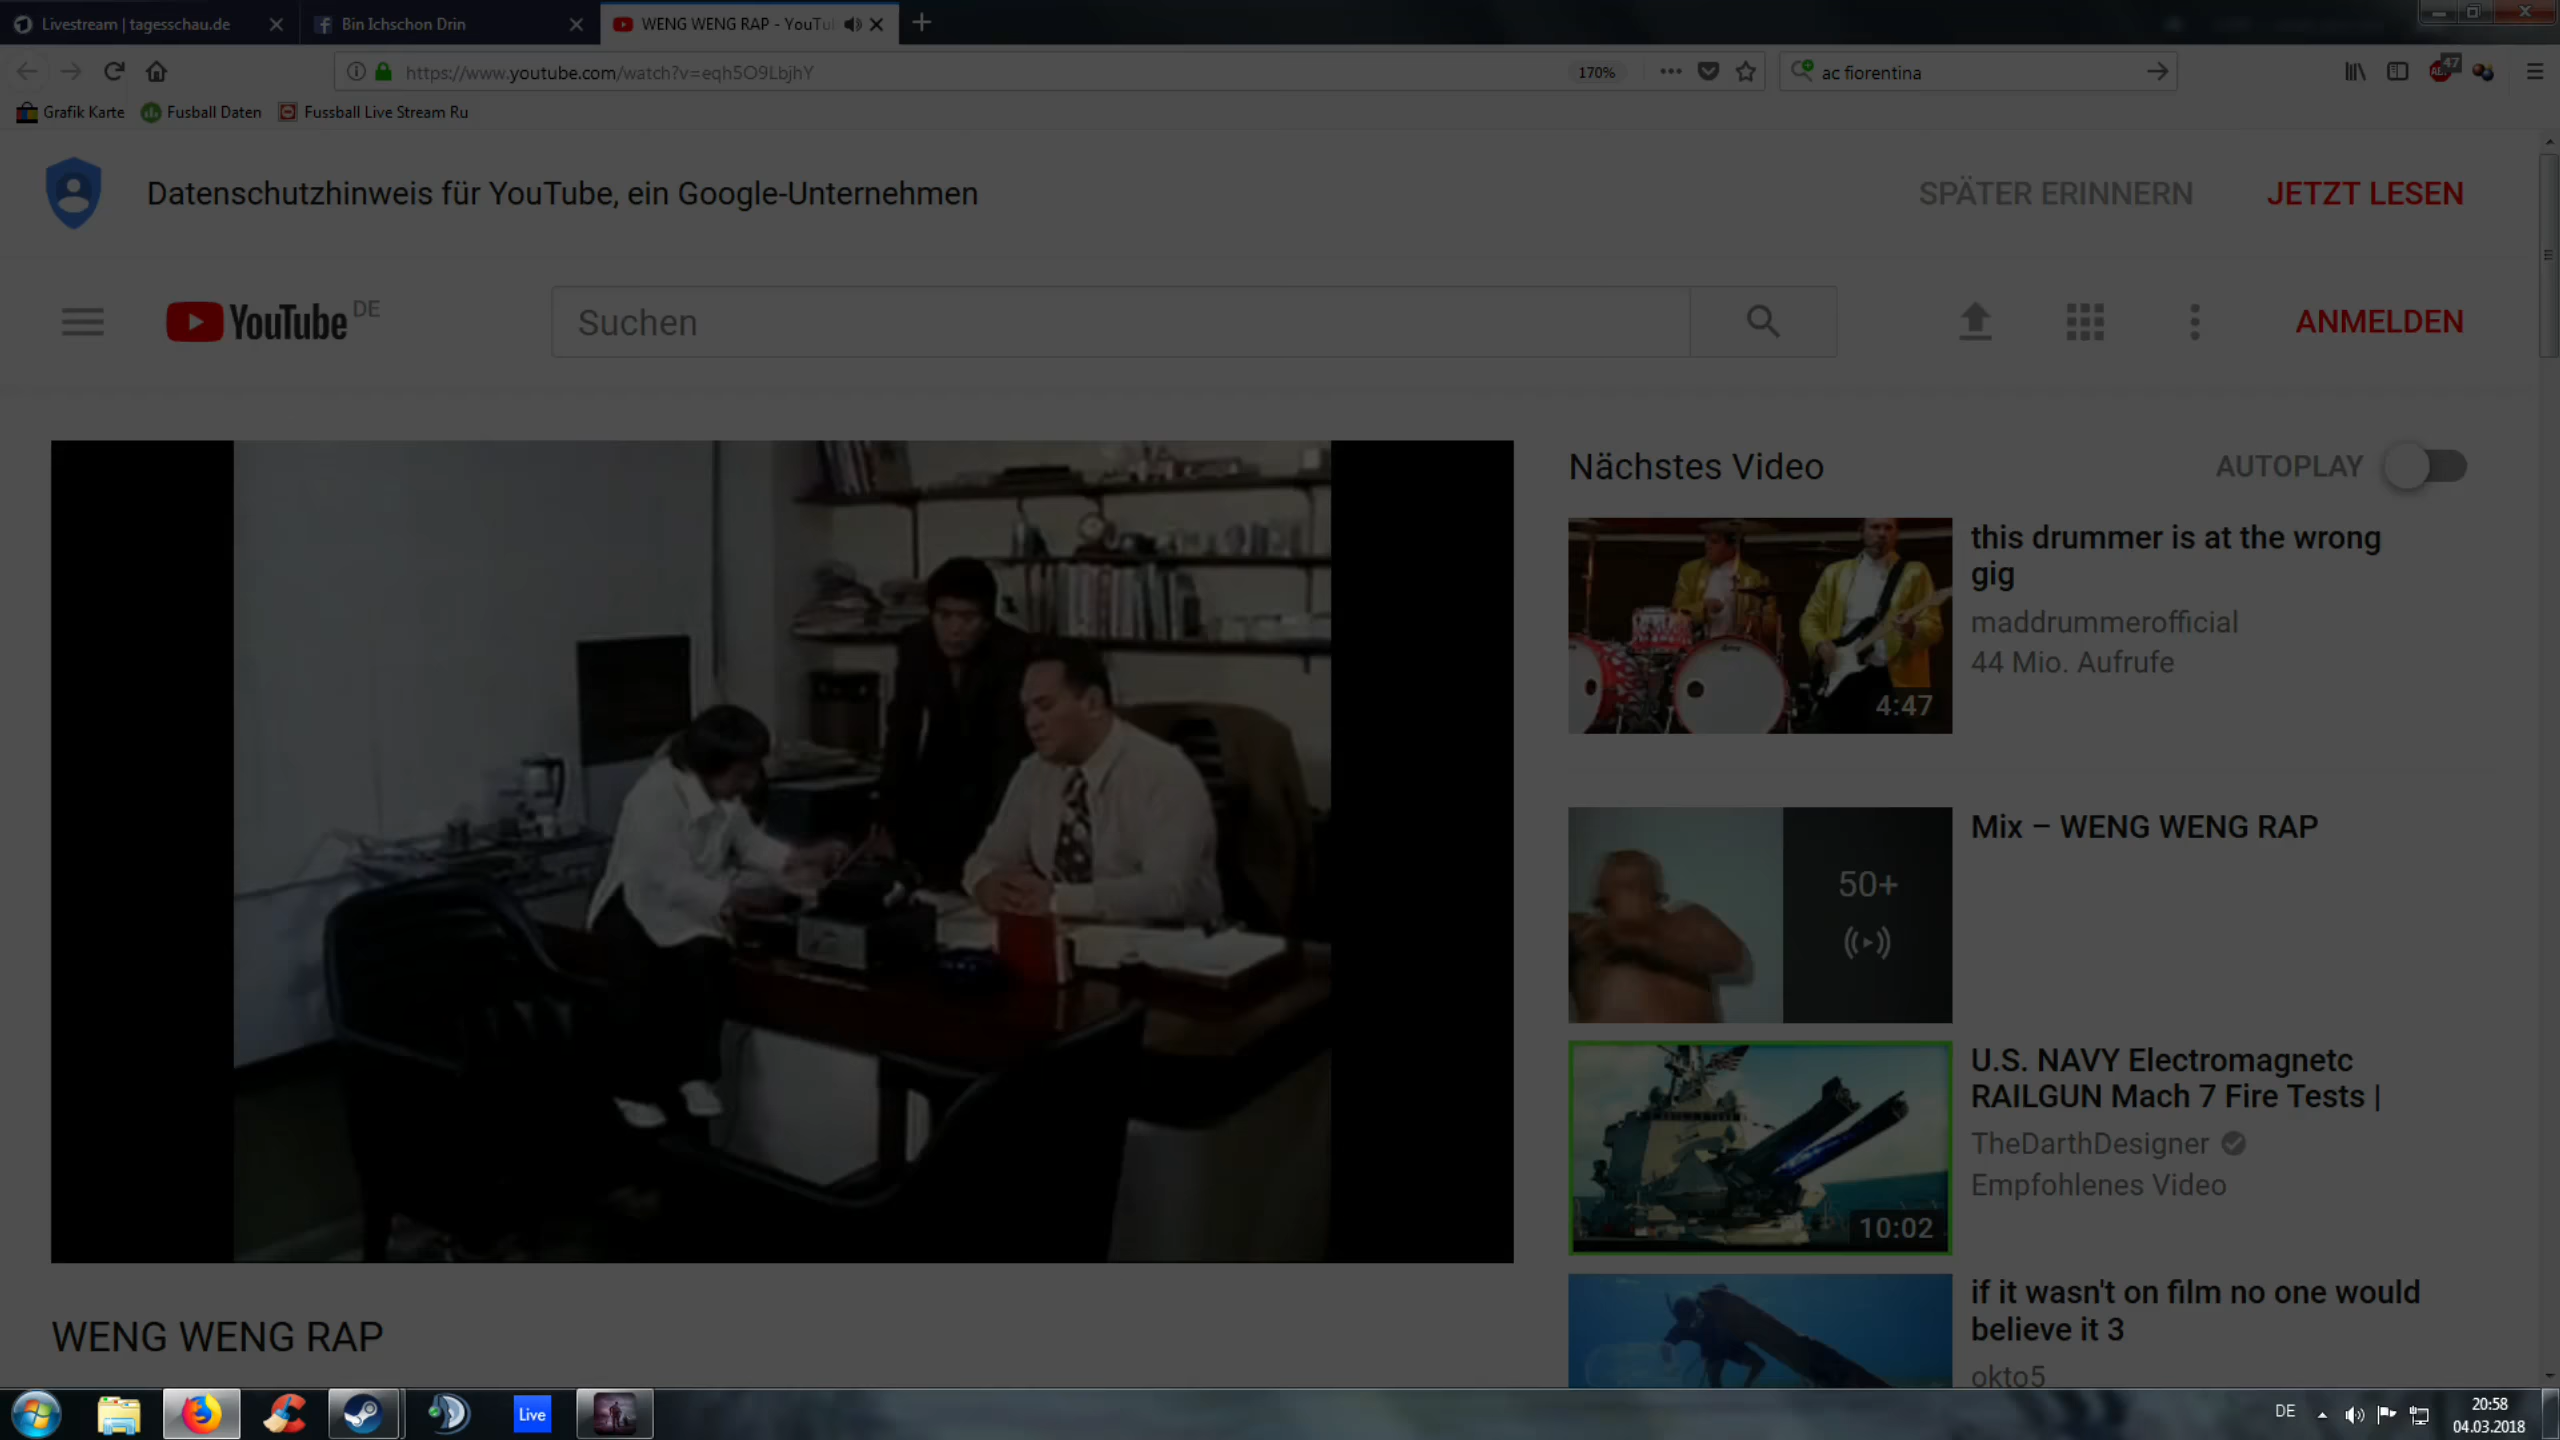 Livestream | tagesschau.de
Bin Ichschon Drin
WENG WENG RAP - YouTu
https://www.youtube.com/watch?v=eqh5O9LbjhY
170%
ac fiorentina
47
Grafik Karte
Fusball Daten
Fussball Live Stream Ru
Datenschutzhinweis für YouTube, ein Google-Unternehmen
SPÄTER ERINNERN
JETZT LESEN
YouTube DE
Suchen
ANMELDEN
Nächstes Video
AUTOPLAY
this drummer is at the wrong
gig
maddrummerofficial
44 Mio. Aufrufe
4:47
Mix – WENG WENG RAP
50+
U.S. NAVY Electromagnetc
RAILGUN Mach 7 Fire Tests |
TheDarthDesigner
Empfohlenes Video
10:02
if it wasn't on film no one would
believe it 3
okto5
WENG WENG RAP
Live
DE
20:58
04.03.2018